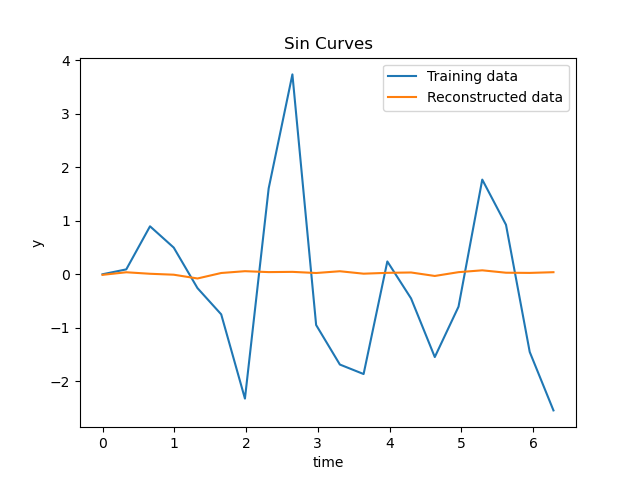 Sin Curves
Training data
Reconstructed data
y
4
3
2
1
0
−1
−2
0 1 2 3 4 5 6
time